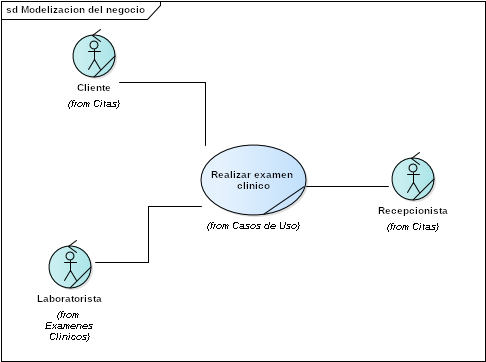 sd Modelizacion del negocio
Cliente
(from Citas)
Realizar examen
clinico
(from Casos de Uso)
Recepcionista
(from Citas)
Laboratorista
(from
Examenes
Clinicos)